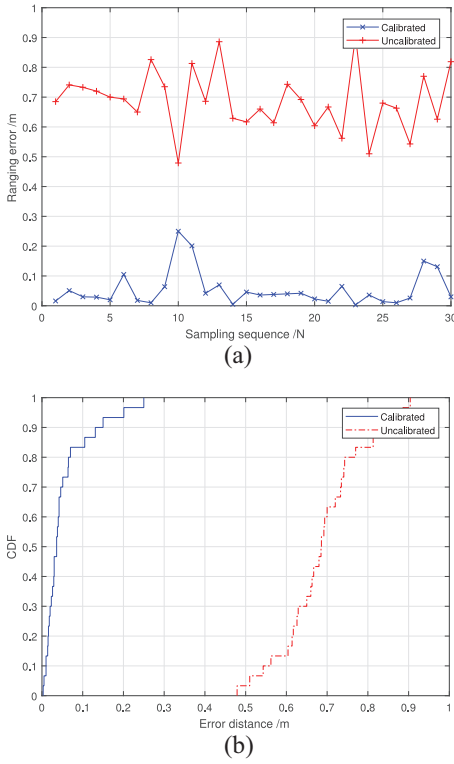 1
0.9
0.8
0.7
0.6
0.5
0.4
0.3
0.2
0.1
0
Ranging error /m
Calibrated
Uncalibrated
0 5 10 15 20 25 30
Sampling sequence /N
(a)
1
0.9
0.8
0.7
0.6
0.5
0.4
0.3
0.2
0.1
0
CDF
Calibrated
Uncalibrated
0 0.1 0.2 0.3 0.4 0.5 0.6 0.7 0.8 0.9 1
Error distance /m
(b)